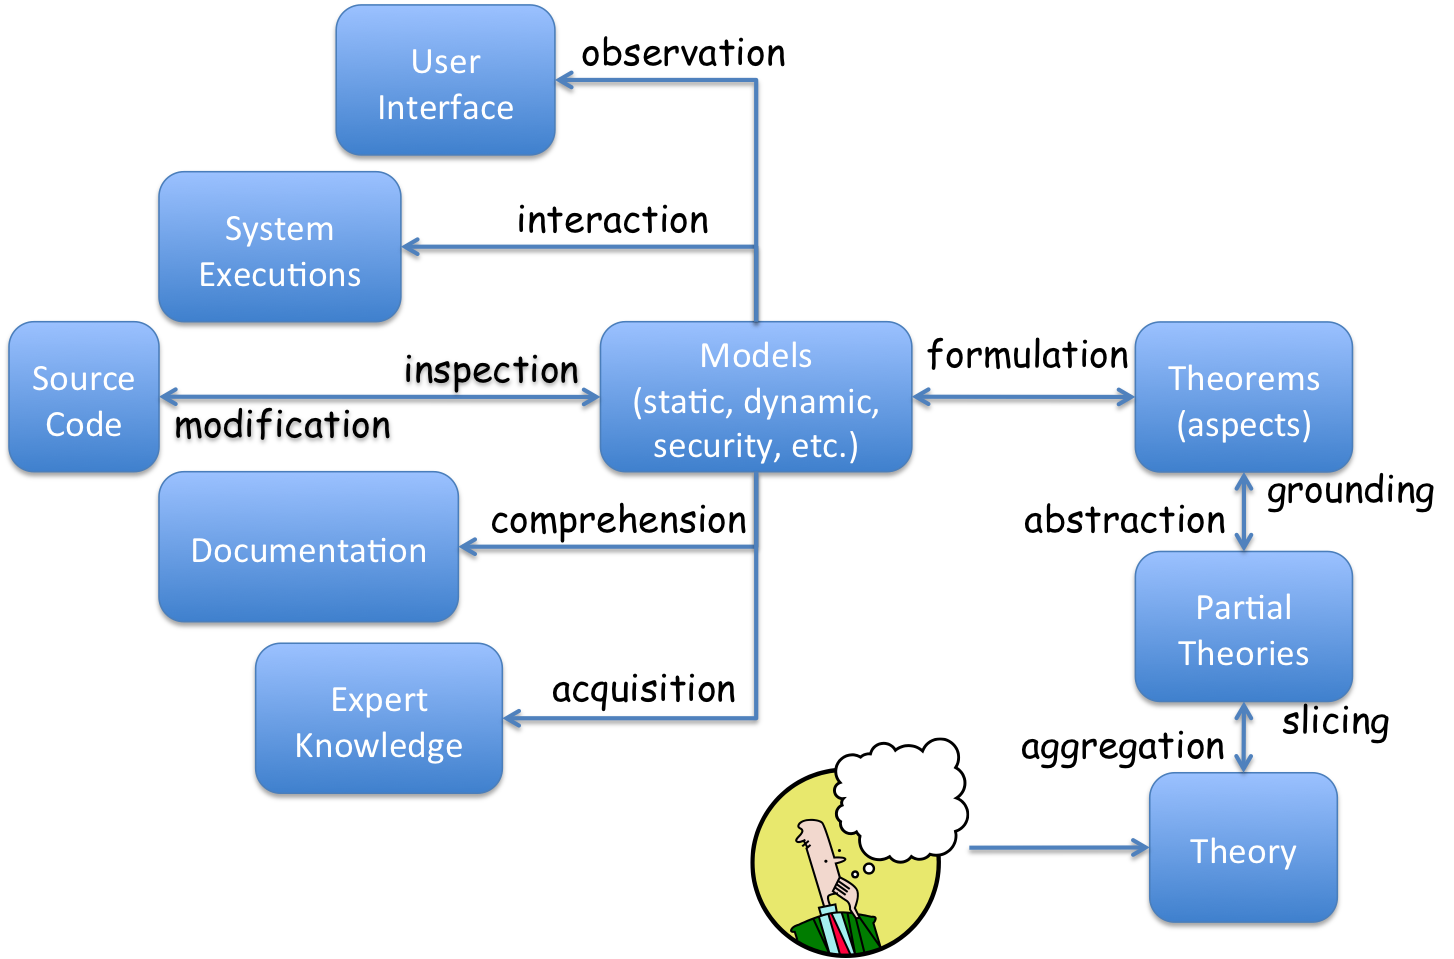 User
Interface
observation
System
Executions
interaction
Source
Code
inspection
modification
Models
(static, dynamic,
security, etc.)
formulation
Theorems
(aspects)
grounding
abstraction
Documentation
comprehension
Partial
Theories
Expert
Knowledge
acquisition
slicing
aggregation
Theory